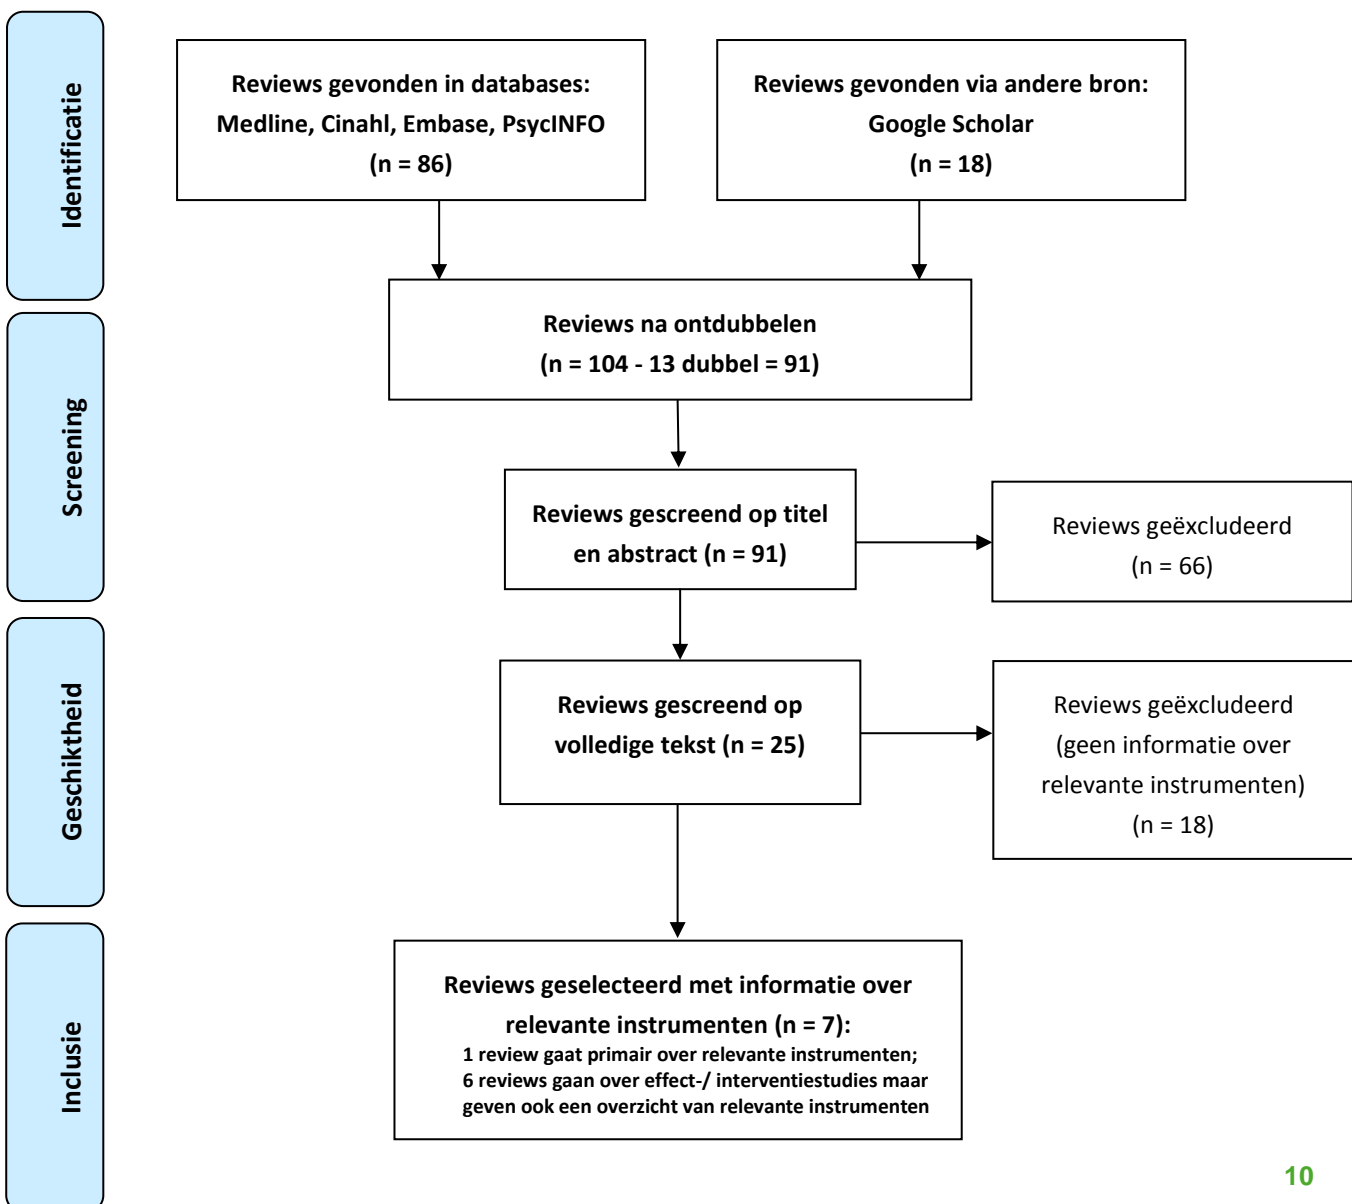 Identificatie
Reviews gevonden in databases:
Medline, Cinahl, Embase, PsycINFO
(n = 86)
Reviews gevonden via andere bron:
Google Scholar
(n = 18)
Reviews na ontdubbelen
(n = 104 - 13 dubbel = 91)
Screening
Reviews gescreend op titel
en abstract (n = 91)
Reviews geëxcludeerd
(n = 66)
Geschiktheid
Reviews gescreend op
volledige tekst (n = 25)
Reviews geëxcludeerd
(geen informatie over
relevante instrumenten)
(n = 18)
Inclusie
Reviews geselecteerd met informatie over
relevante instrumenten (n = 7):
1 review gaat primair over relevante instrumenten;
6 reviews gaan over effect-/ interventiestudies maar
geven ook een overzicht van relevante instrumenten
10